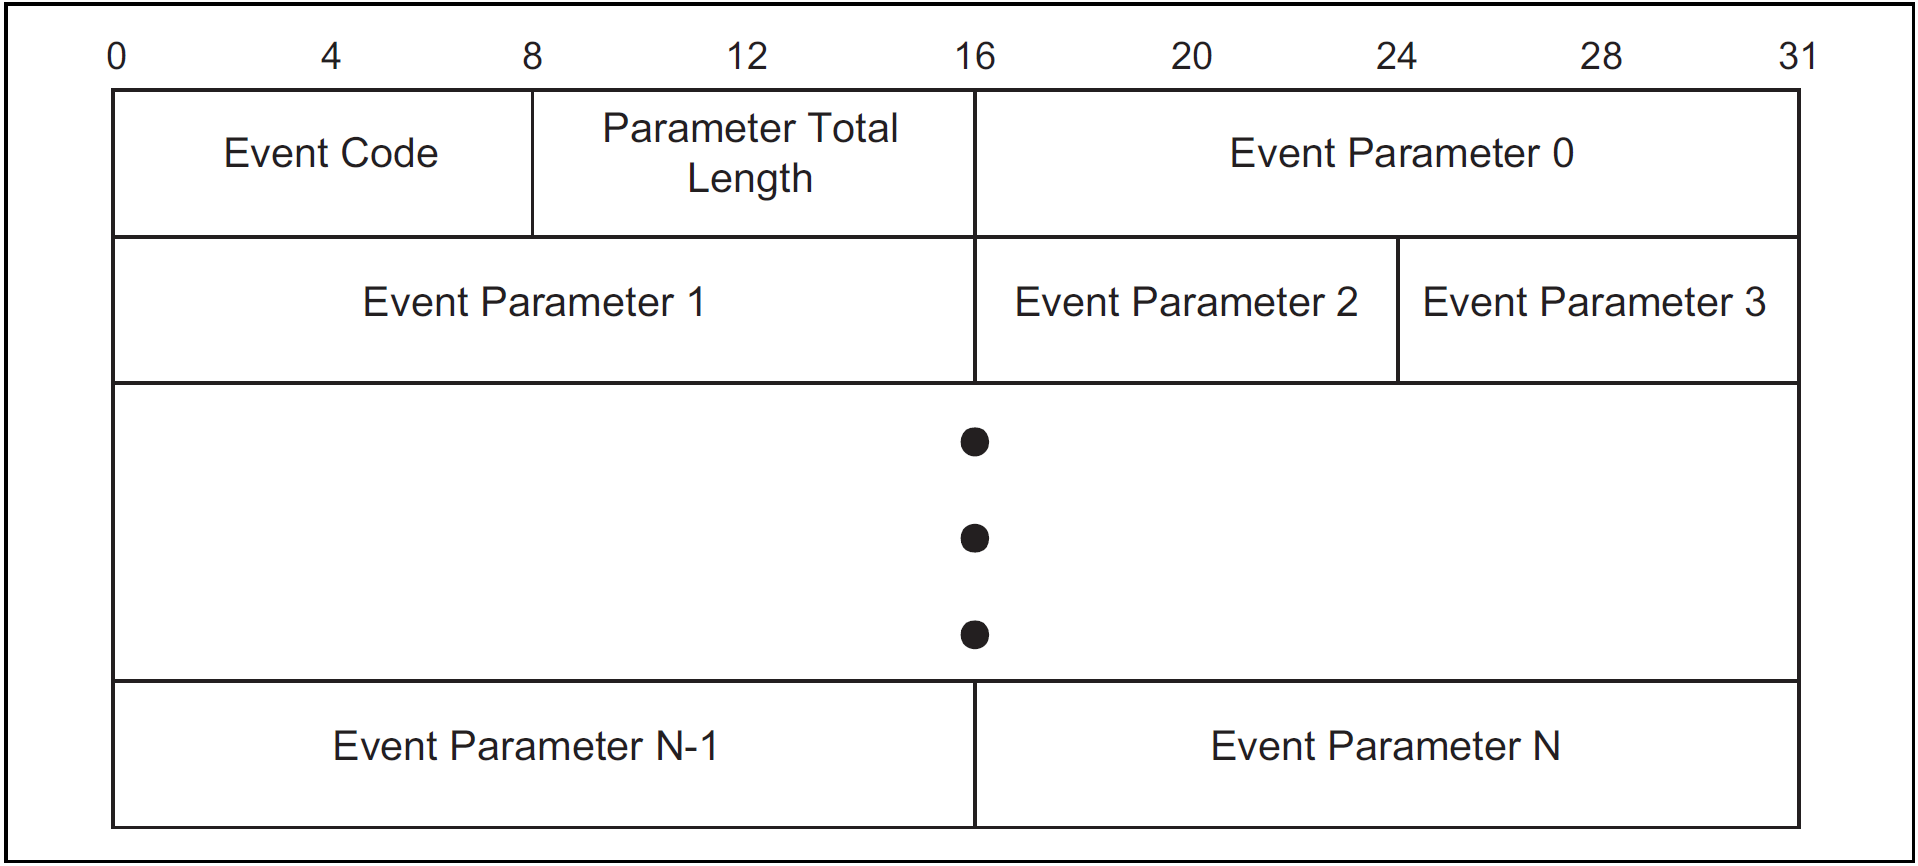 0 4 8 12 16 20 24 28 31
Event Code
Parameter Total
Length
Event Parameter 0
Event Parameter 1
Event Parameter 2
Event Parameter 3
Event Parameter N-1
Event Parameter N